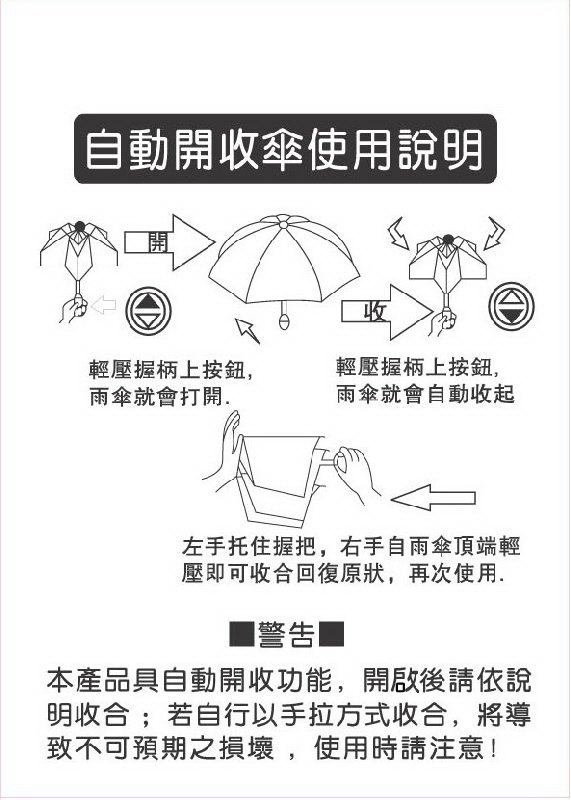 自動開收傘使用說明
開
收
輕壓握柄上按鈕,
雨傘就會打開.
輕壓握柄上按鈕,
雨傘就會自動收起
左手托住握把，右手自雨傘頂端輕
壓即可收合回復原狀，再次使用.
■警告■
本產品具自動開收功能，開啟後請依說
明收合；若自行以手拉方式收合，將導
致不可預期之損壞，使用時請注意!